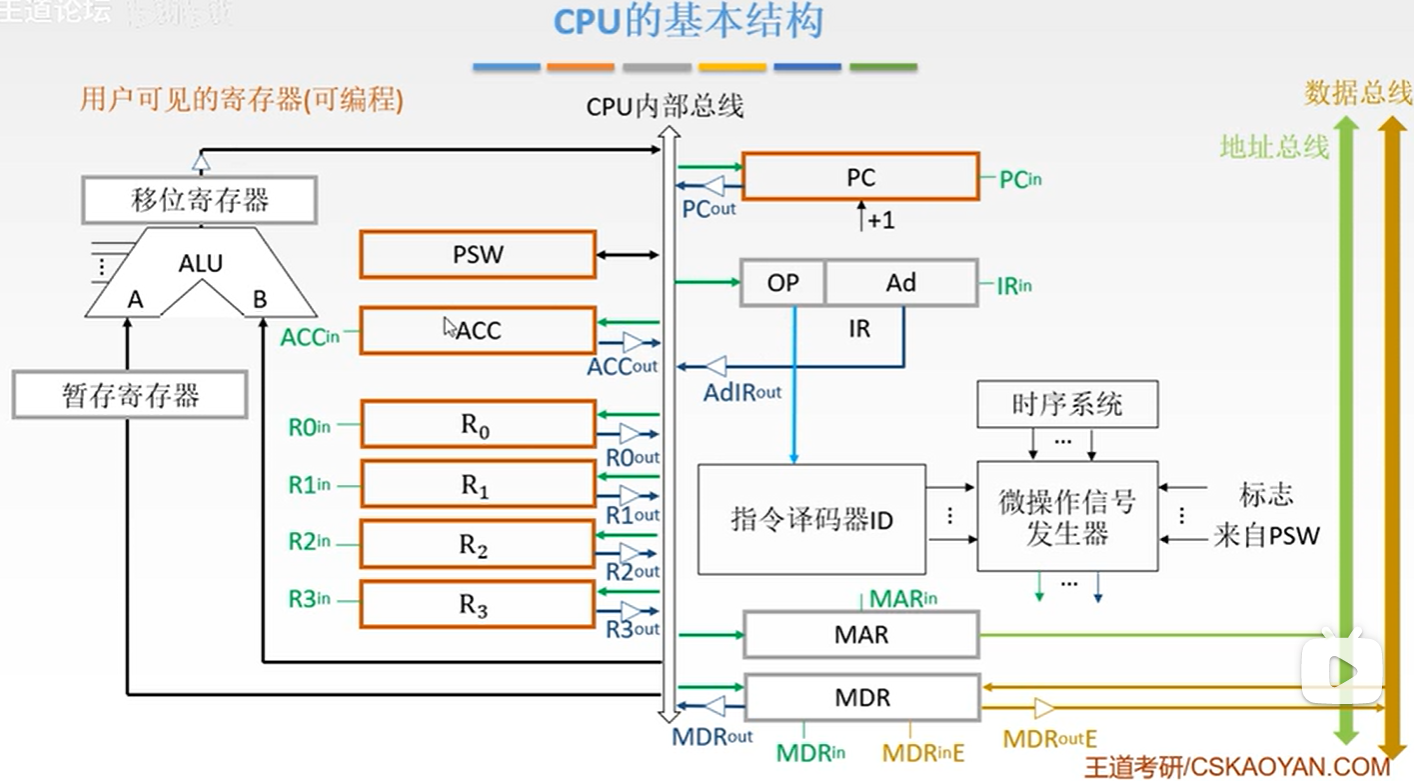 王道论坛
CPU的基本结构
用户可见的寄存器(可编程)
CPU内部总线
数据总线
地址总线
移位寄存器
ALU
A
B
暂存寄存器
PSW
ACCin
ACC
ACCout
R0in
R0
R0out
R1in
R1
R1out
R2in
R2
R2out
R3in
R3
R3out
PC
PCin
PCout
+1
OP
Ad
IRin
IR
AdIRout
时序系统
...
指令译码器ID
⋮
微操作信号
发生器
⋮
标志
来自PSW
...
MARin
MAR
MDR
MDRout
MDRin
MDRinE
MDRoutE
王道考研/CSKAOYAN.COM